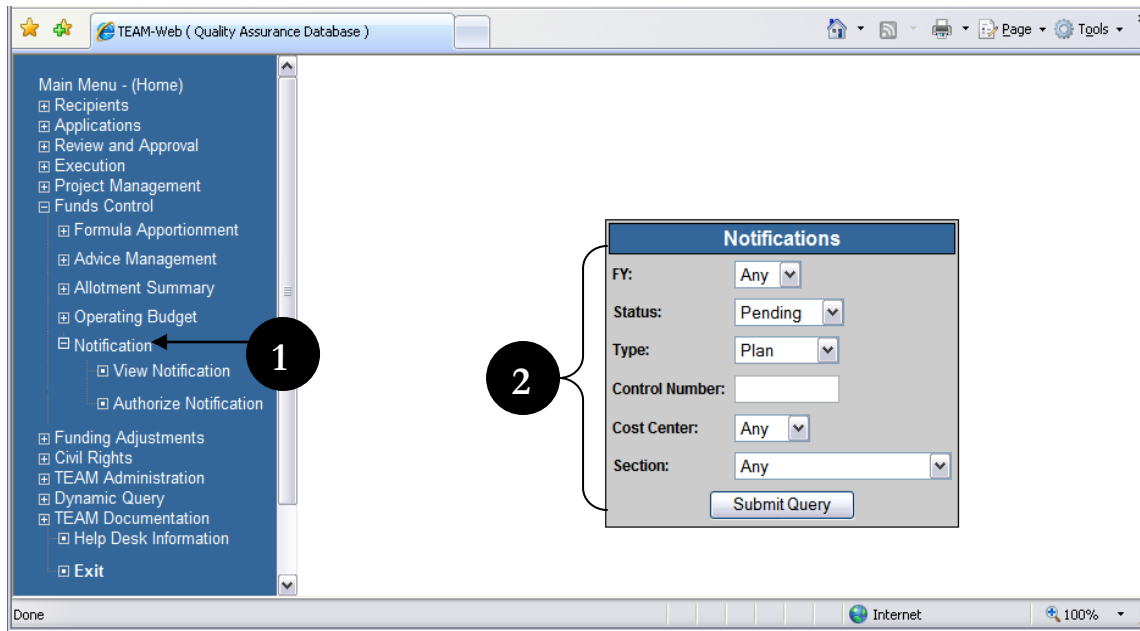 TEAM-Web ( Quality Assurance Database )
Page
Tools
Main Menu - (Home)
Recipients
Applications
Review and Approval
Execution
Project Management
Funds Control
Formula Apportionment
Advice Management
Allotment Summary
Operating Budget
Notification
1
View Notification
Authorize Notification
Funding Adjustments
Civil Rights
TEAM Administration
Dynamic Query
TEAM Documentation
Help Desk Information
Exit
2
Notifications
FY: Any
Status: Pending
Type: Plan
Control Number:
Cost Center: Any
Section: Any
Submit Query
Done
Internet
100%